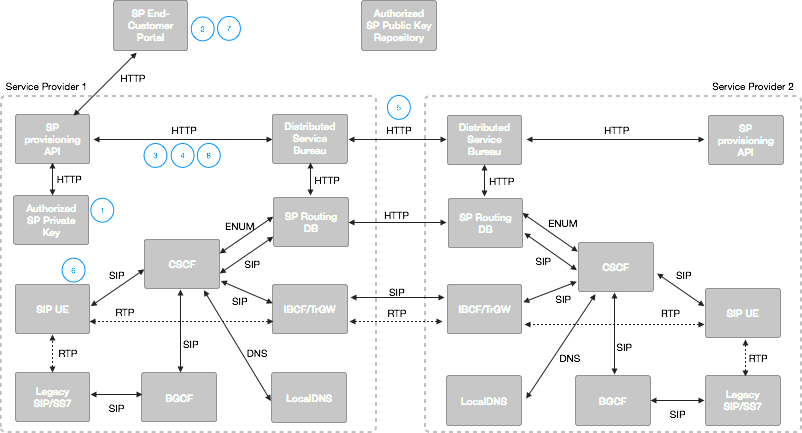 SP End-
Customer
Portal
2
7
Authorized
SP Public Key
Repository
HTTP
Service Provider 1
Service Provider 2
5
SP
provisioning
API
HTTP
3
4
8
Distributed
Service
Bureau
HTTP
Distributed
Service
Bureau
HTTP
SP
provisioning
API
HTTP
HTTP
HTTP
Authorized
SP Private
Key
1
ENUM
SP Routing
DB
HTTP
SP Routing
DB
ENUM
CSCF
SIP
SIP
CSCF
6
SIP
SIP
SIP
SIP
SIP
SIP UE
RTP
IBCF/TrGW
RTP
IBCF/TrGW
RTP
SIP UE
RTP
SIP
DNS
DNS
SIP
RTP
Legacy
SIP/SS7
SIP
BGCF
LocalDNS
LocalDNS
BGCF
SIP
Legacy
SIP/SS7